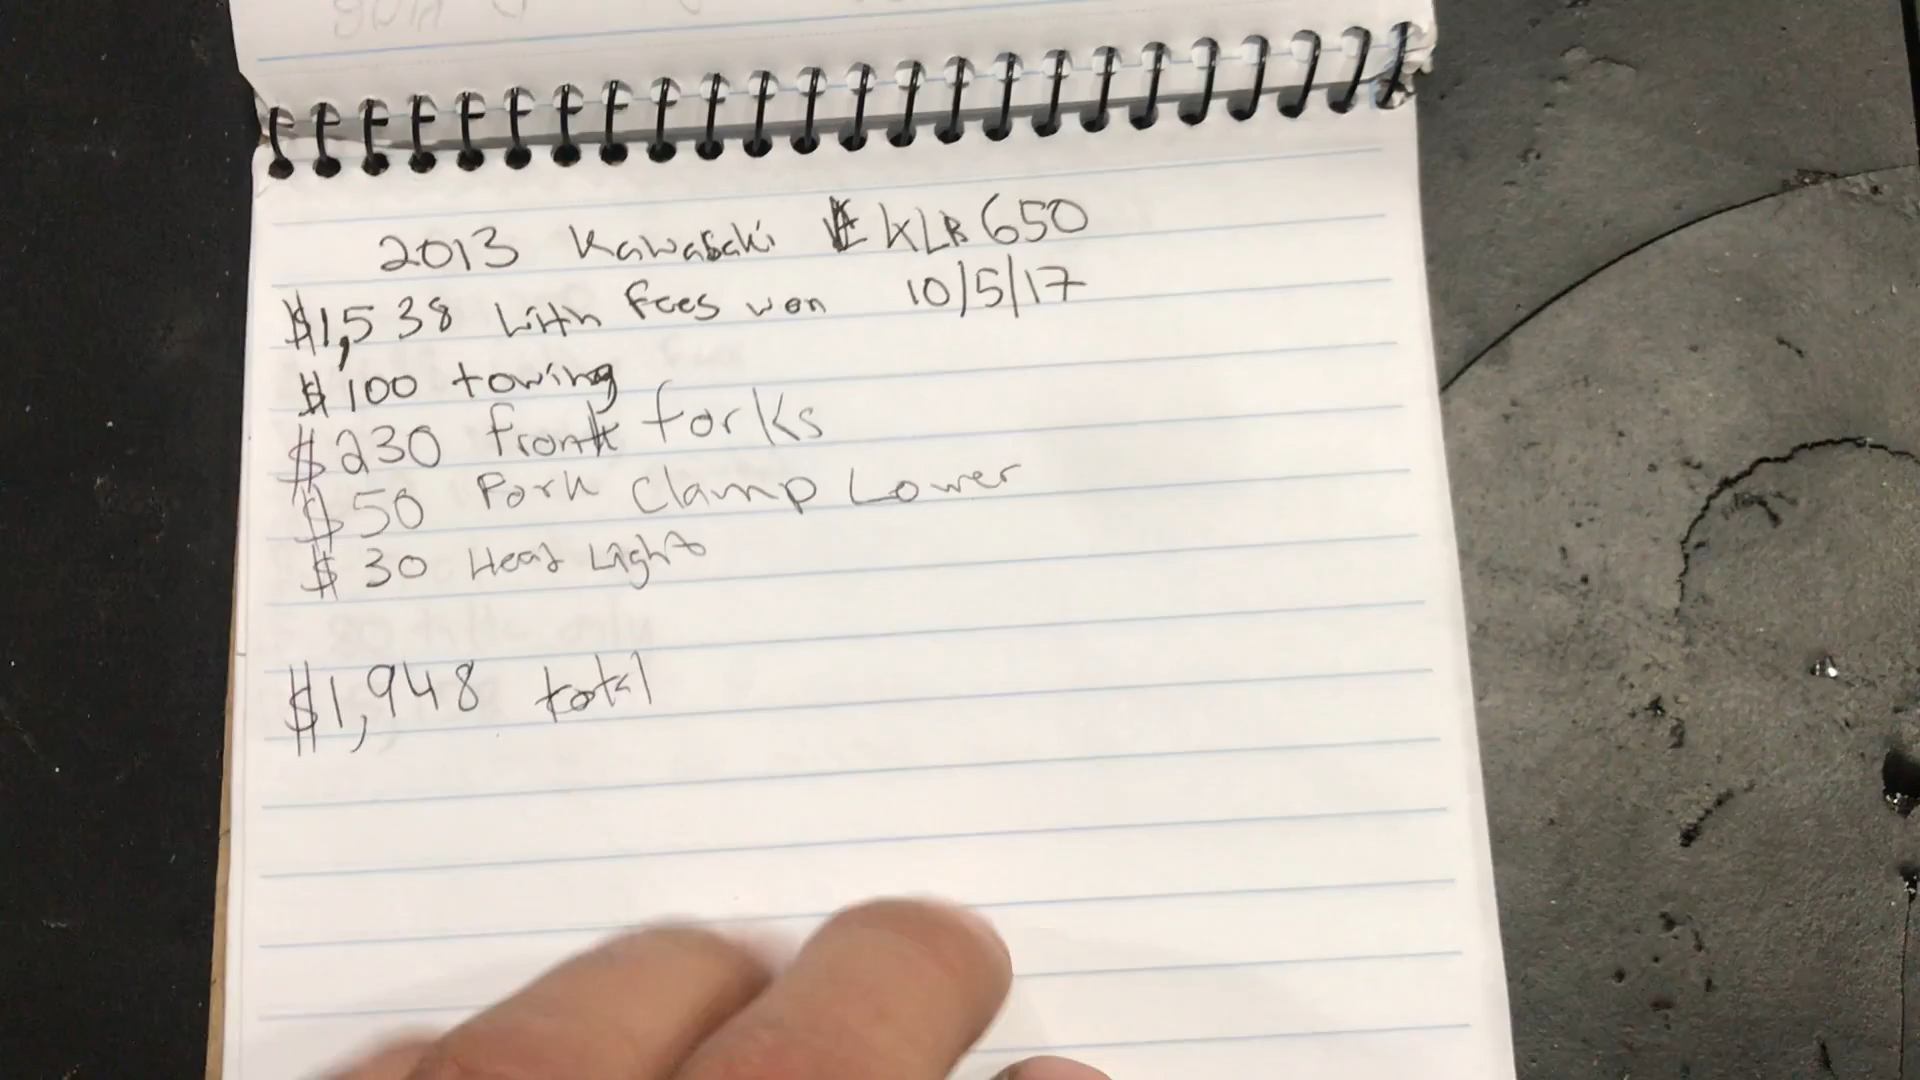 2013 Kawasaki KLR650
$1,538 with Fees won 10/5/17
$100 towing
$230 front forks
$50 Fork Clamp Lower
$30 Head Light
$1,948 total